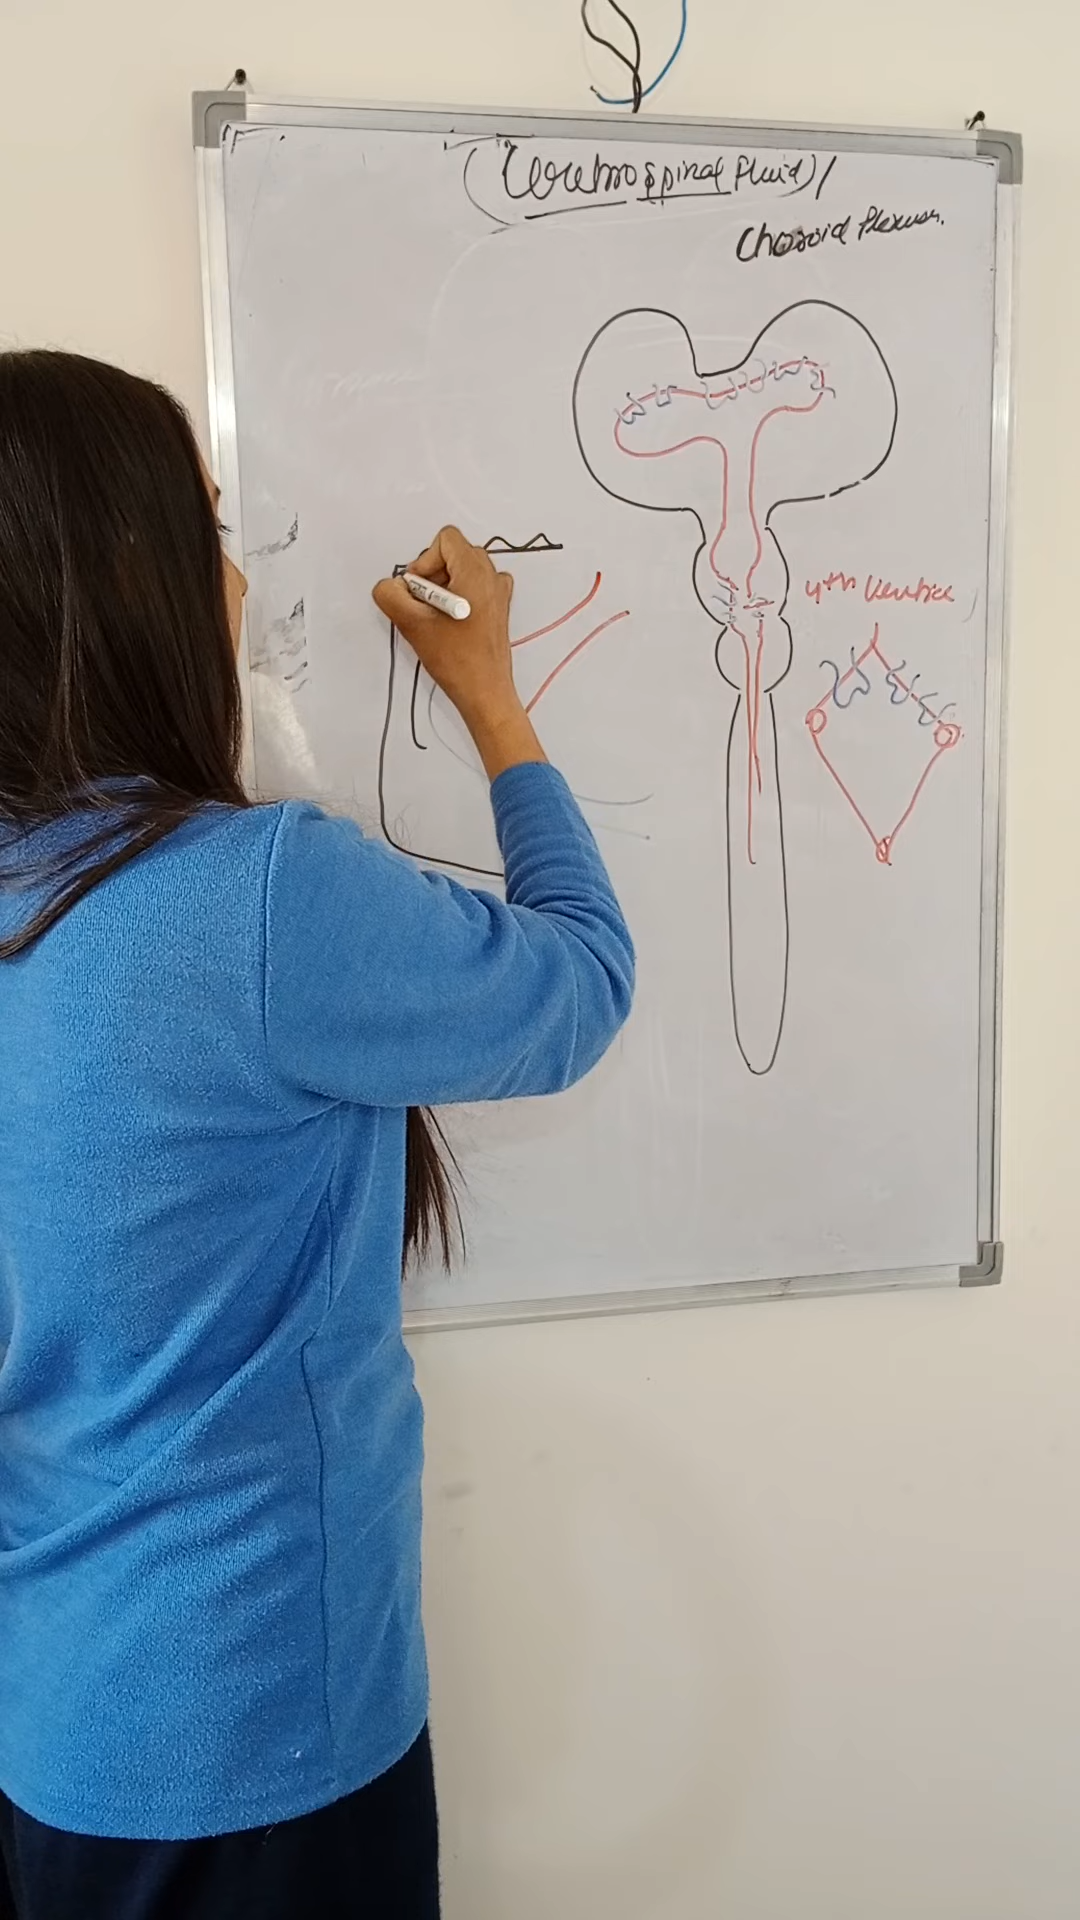 (Cerebrospinal Fluid) /
Choroid Plexus.
4th Ventricle